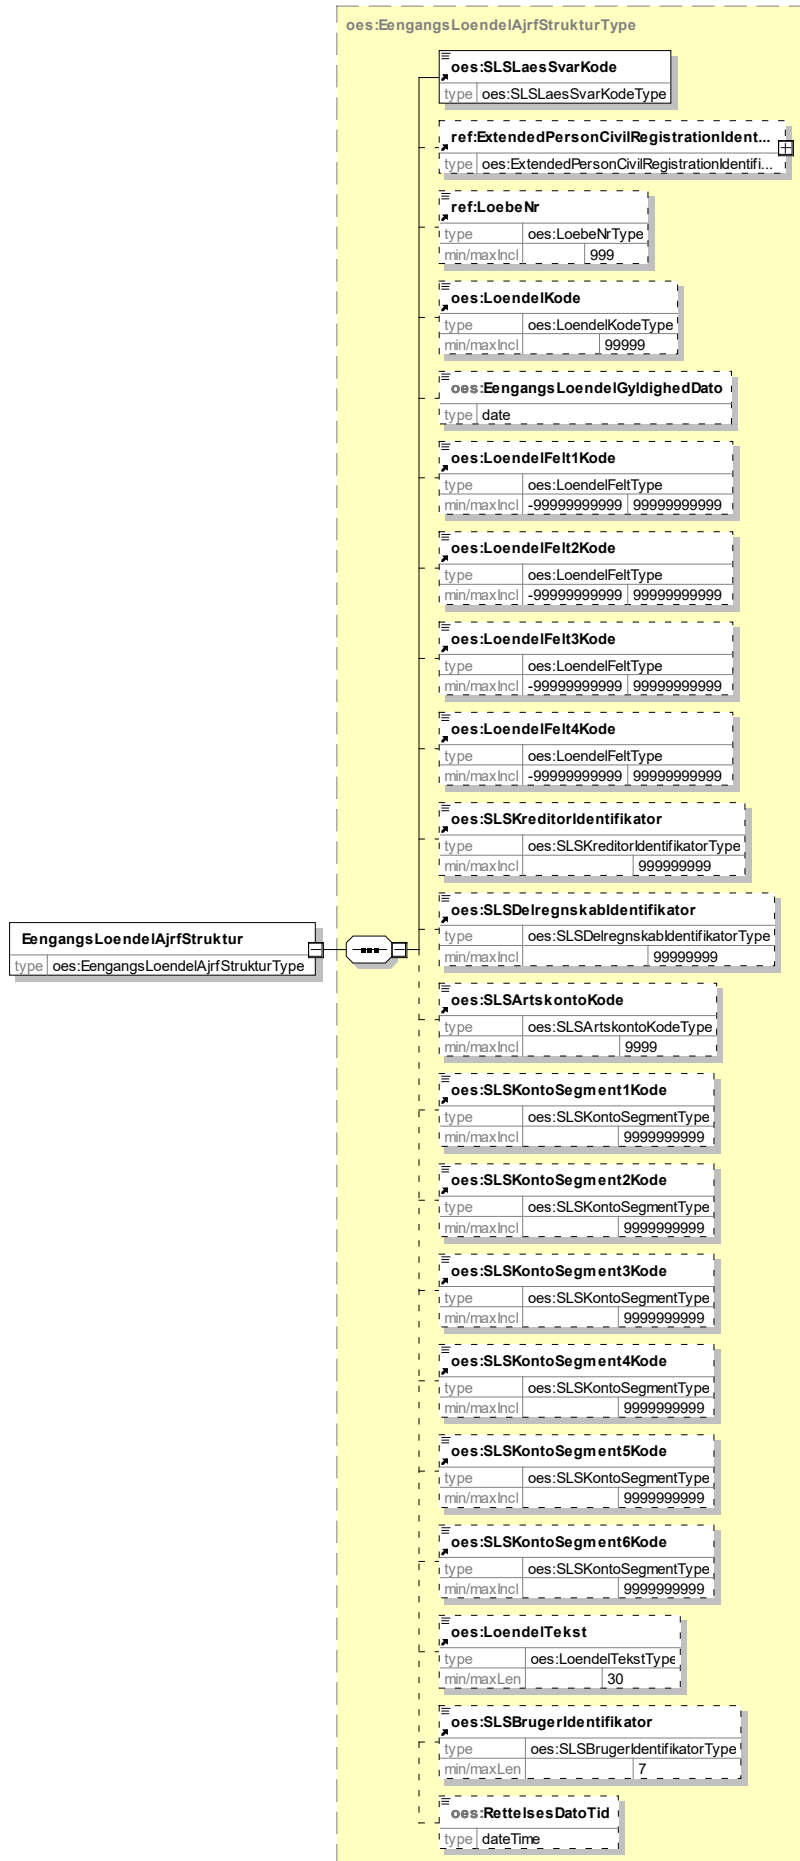 oes:EengangsLoendelAjrfStrukturType
oes:SLSLaesSvarKode
type oes:SLSLaesSvarKodeType
ref:ExtendedPersonCivilRegistrationIdent...
type oes:ExtendedPersonCivilRegistrationIdentifi...
ref:LoebeNr
type oes:LoebeNrType
min/maxIncl 999
oes:LoendelKode
type oes:LoendelKodeType
min/maxIncl 99999
oes:EengangsLoendelGyldighedDato
type date
oes:LoendelFelt1Kode
type oes:LoendelFeltType
min/maxIncl -99999999999 99999999999
oes:LoendelFelt2Kode
type oes:LoendelFeltType
min/maxIncl -99999999999 99999999999
oes:LoendelFelt3Kode
type oes:LoendelFeltType
min/maxIncl -99999999999 99999999999
oes:LoendelFelt4Kode
type oes:LoendelFeltType
min/maxIncl -99999999999 99999999999
oes:SLSKreditorIdentifikator
type oes:SLSKreditorIdentifikatorType
min/maxIncl 999999999
oes:SLSDelregnskabIdentifikator
type oes:SLSDelregnskabIdentifikatorType
min/maxIncl 99999999
EengangsLoendelAjrfStruktur
type oes:EengangsLoendelAjrfStrukturType
oes:SLSArtskontoKode
type oes:SLSArtskontoKodeType
min/maxIncl 9999
oes:SLSKontoSegment1Kode
type oes:SLSKontoSegmentType
min/maxIncl 9999999999
oes:SLSKontoSegment2Kode
type oes:SLSKontoSegmentType
min/maxIncl 9999999999
oes:SLSKontoSegment3Kode
type oes:SLSKontoSegmentType
min/maxIncl 9999999999
oes:SLSKontoSegment4Kode
type oes:SLSKontoSegmentType
min/maxIncl 9999999999
oes:SLSKontoSegment5Kode
type oes:SLSKontoSegmentType
min/maxIncl 9999999999
oes:SLSKontoSegment6Kode
type oes:SLSKontoSegmentType
min/maxIncl 9999999999
oes:LoendelTekst
type oes:LoendelTekstType
min/maxLen 30
oes:SLSBrugerIdentifikator
type oes:SLSBrugerIdentifikatorType
min/maxLen 7
oes:RettelsesDatoTid
type dateTime